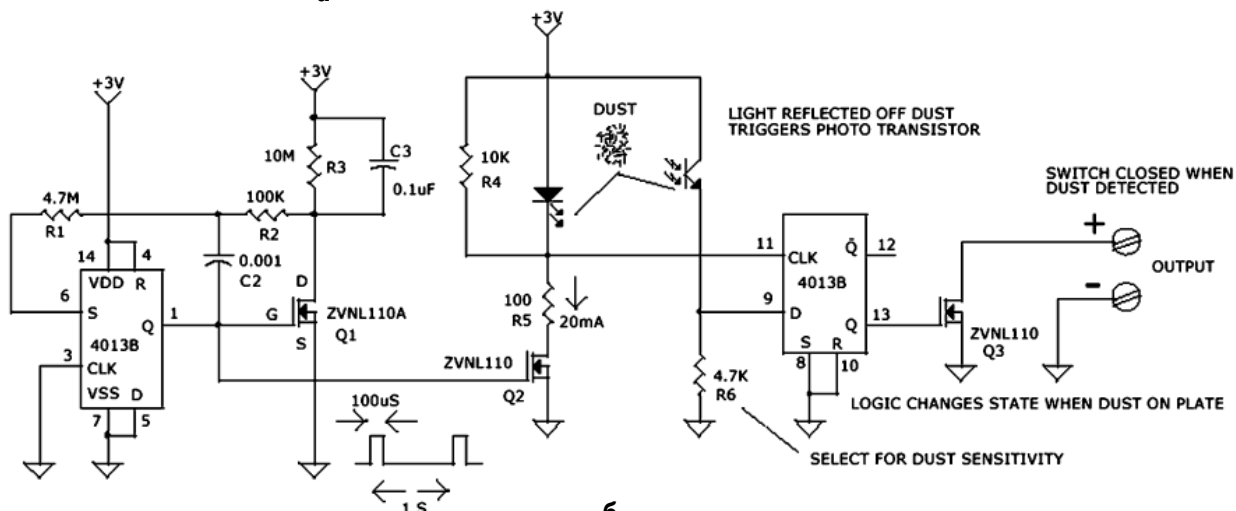 а
+3V
+3V
+3V
DUST
LIGHT REFLECTED OFF DUST
TRIGGERS PHOTO TRANSISTOR
10M
R3
C3
0.1uF
10K
R4
SWITCH CLOSED WHEN
DUST DETECTED
4.7M
R1
100K
R2
+
-
OUTPUT
14
4
VDD
R
0.001
C2
11
CLK
Q̄
12
6
S
Q
1
4013B
D
G
S
ZVNL110A
Q1
100
R5
20mA
9
D
4013B
Q
13
3
CLK
ZVNL110
Q2
S
R
8
10
ZVNL110
Q3
VSS
D
7
5
4.7K
R6
100uS
LOGIC CHANGES STATE WHEN DUST ON PLATE
SELECT FOR DUST SENSITIVITY
1 S
б